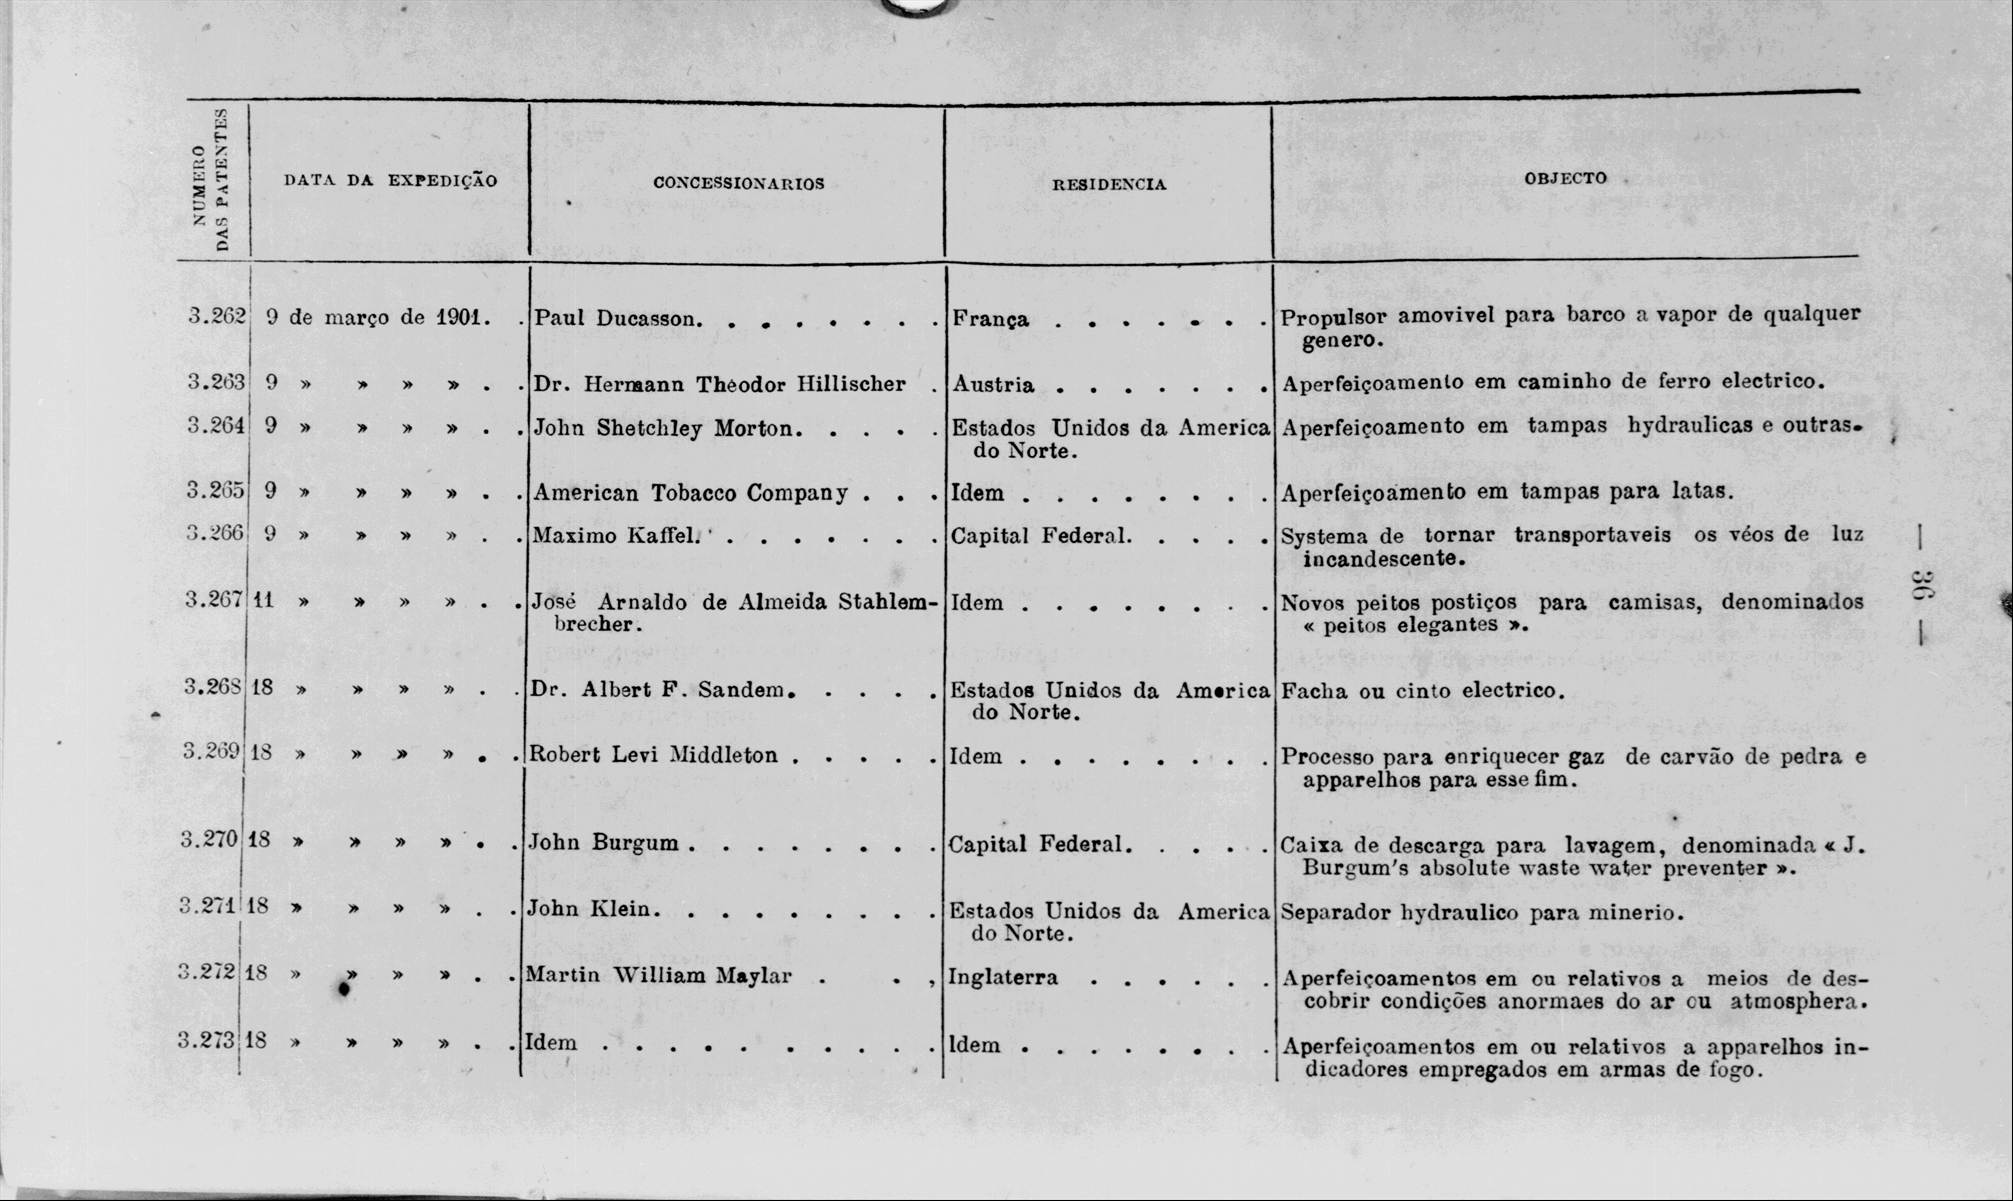 NUMERO
DAS PATENTES
DATA DA EXPEDIÇÃO
CONCESSIONARIOS
RESIDENCIA
OBJECTO
3.262 9 de março de 1901. . Paul Ducasson. . . . . . . . França . . . . . . . Propulsor amovivel para barco a vapor de qualquer
genero.
3.263 9 » » » » . . Dr. Hermann Theodor Hillischer . Austria . . . . . . . Aperfeiçoamento em caminho de ferro electrico.
3.264 9 » » » » . . John Shetchley Morton. . . . . Estados Unidos da America Aperfeiçoamento em tampas hydraulicas e outras.
do Norte.
3.265 9 » » » » . . American Tobacco Company . . . Idem . . . . . . . . Aperfeiçoamento em tampas para latas.
3.266 9 » » » » . . Maximo Kaffel. . . . . . . . Capital Federal. . . . . Systema de tornar transportaveis os véos de luz
incandescente.
3.267 11 » » » » . . José Arnaldo de Almeida Stahlem- Idem . . . . . . . . Novos peitos postiços para camisas, denominados
brecher. « peitos elegantes ».
3.268 18 » » » » . . Dr. Albert F. Sandem. . . . . Estados Unidos da America Facha ou cinto electrico.
do Norte.
3.269 18 » » » » . . Robert Levi Middleton . . . . . Idem . . . . . . . . Processo para enriquecer gaz de carvão de pedra e
apparelhos para esse fim.
3.270 18 » » » » . . John Burgum . . . . . . . . Capital Federal. . . . . Caixa de descarga para lavagem, denominada « J.
Burgum's absolute waste water preventer ».
3.271 18 » » » » . . John Klein. . . . . . . . . Estados Unidos da America Separador hydraulico para minerio.
do Norte.
3.272 18 » » » » . . Martin William Maylar . . , Inglaterra . . . . . . Aperfeiçoamentos em ou relativos a meios de des-
cobrir condições anormaes do ar ou atmosphera.
3.273 18 » » » » . . Idem . . . . . . . . . . . Idem . . . . . . . . Aperfeiçoamentos em ou relativos a apparelhos in-
dicadores empregados em armas de fogo.
— 36 —